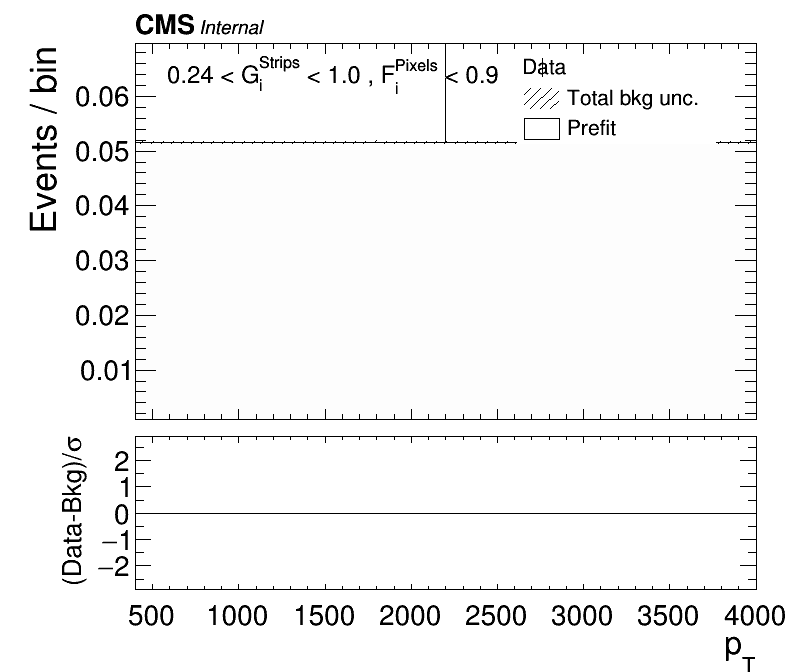 CMS Internal
0.24 < G_i^Strips < 1.0 , F_i^Pixels < 0.9
Data
Total bkg unc.
Prefit
Events / bin
0.06
0.05
0.04
0.03
0.02
0.01
(Data-Bkg)/σ
2
1
0
−1
−2
500 1000 1500 2000 2500 3000 3500 4000
p_T